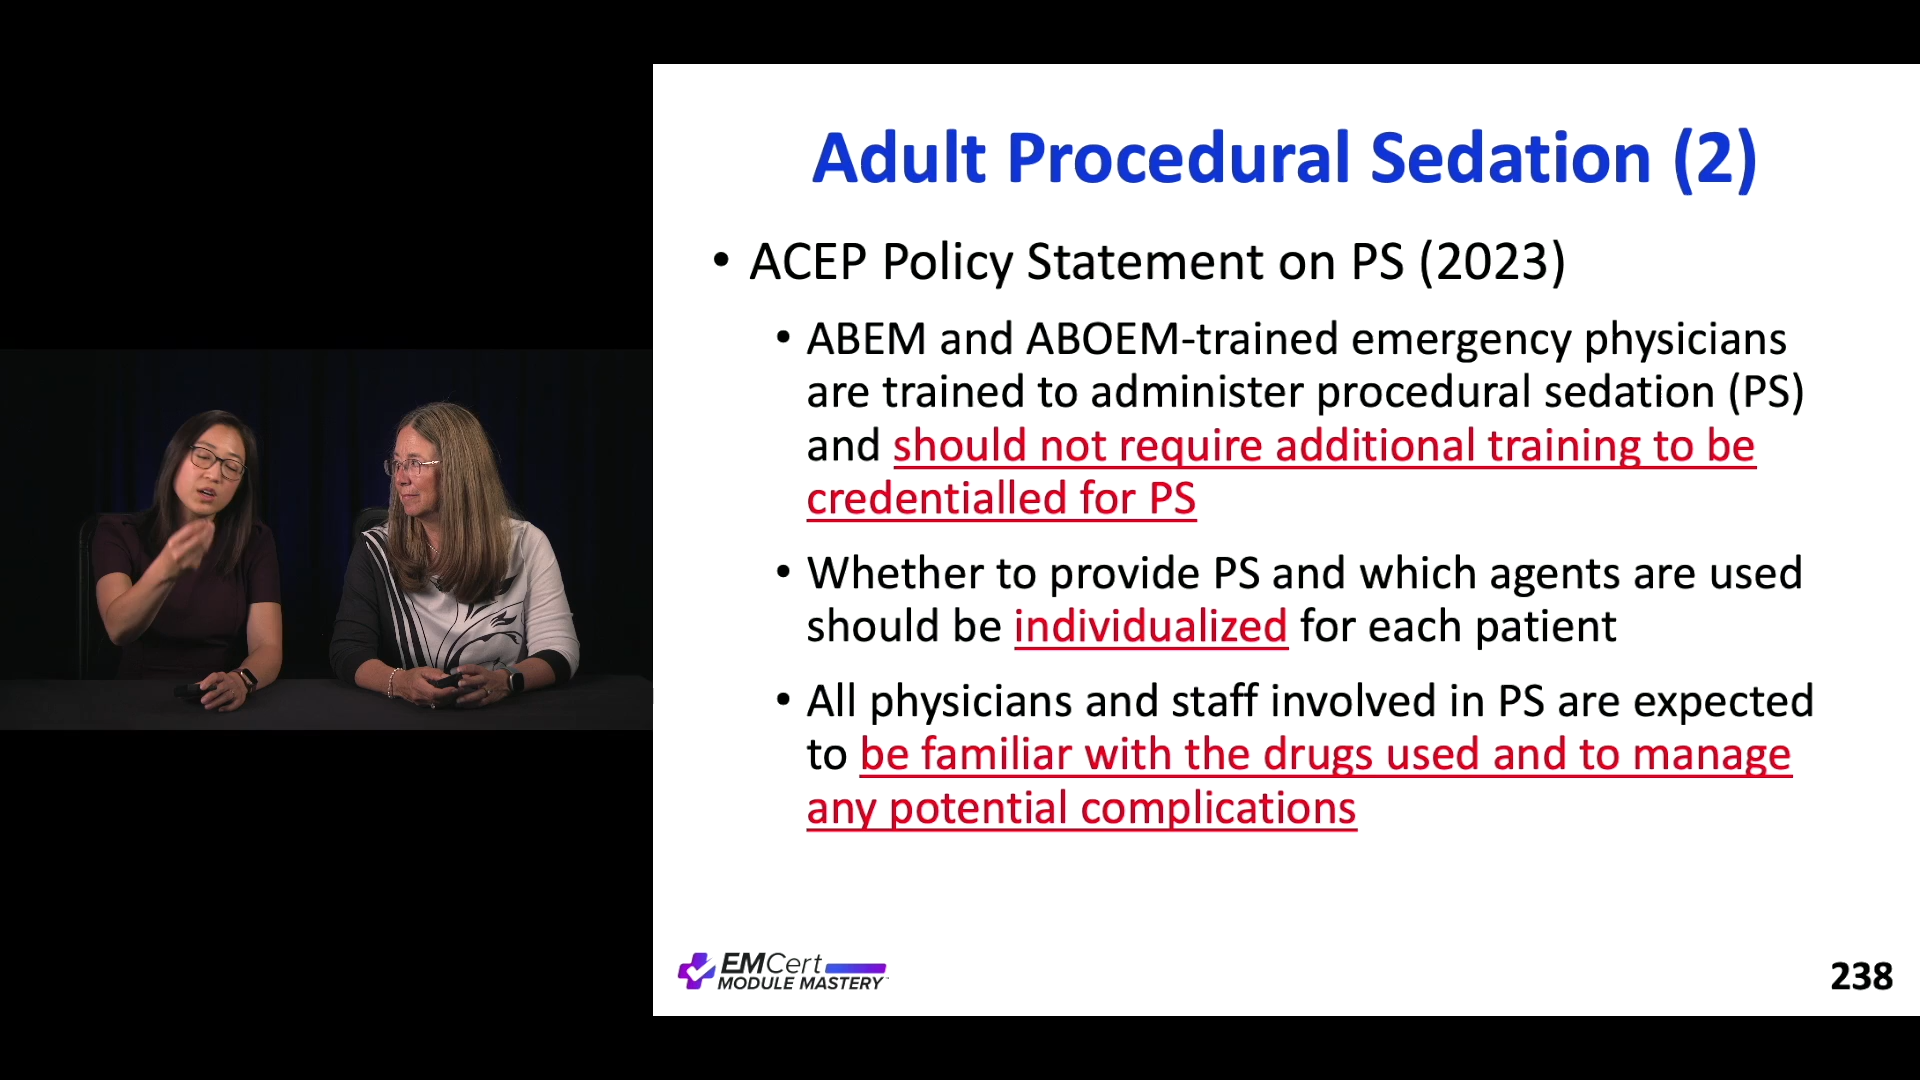 Adult Procedural Sedation (2)
• ACEP Policy Statement on PS (2023)
• ABEM and ABOEM-trained emergency physicians
are trained to administer procedural sedation (PS)
and should not require additional training to be
credentialled for PS
• Whether to provide PS and which agents are used
should be individualized for each patient
• All physicians and staff involved in PS are expected
to be familiar with the drugs used and to manage
any potential complications
EMCert
MODULE MASTERY
238